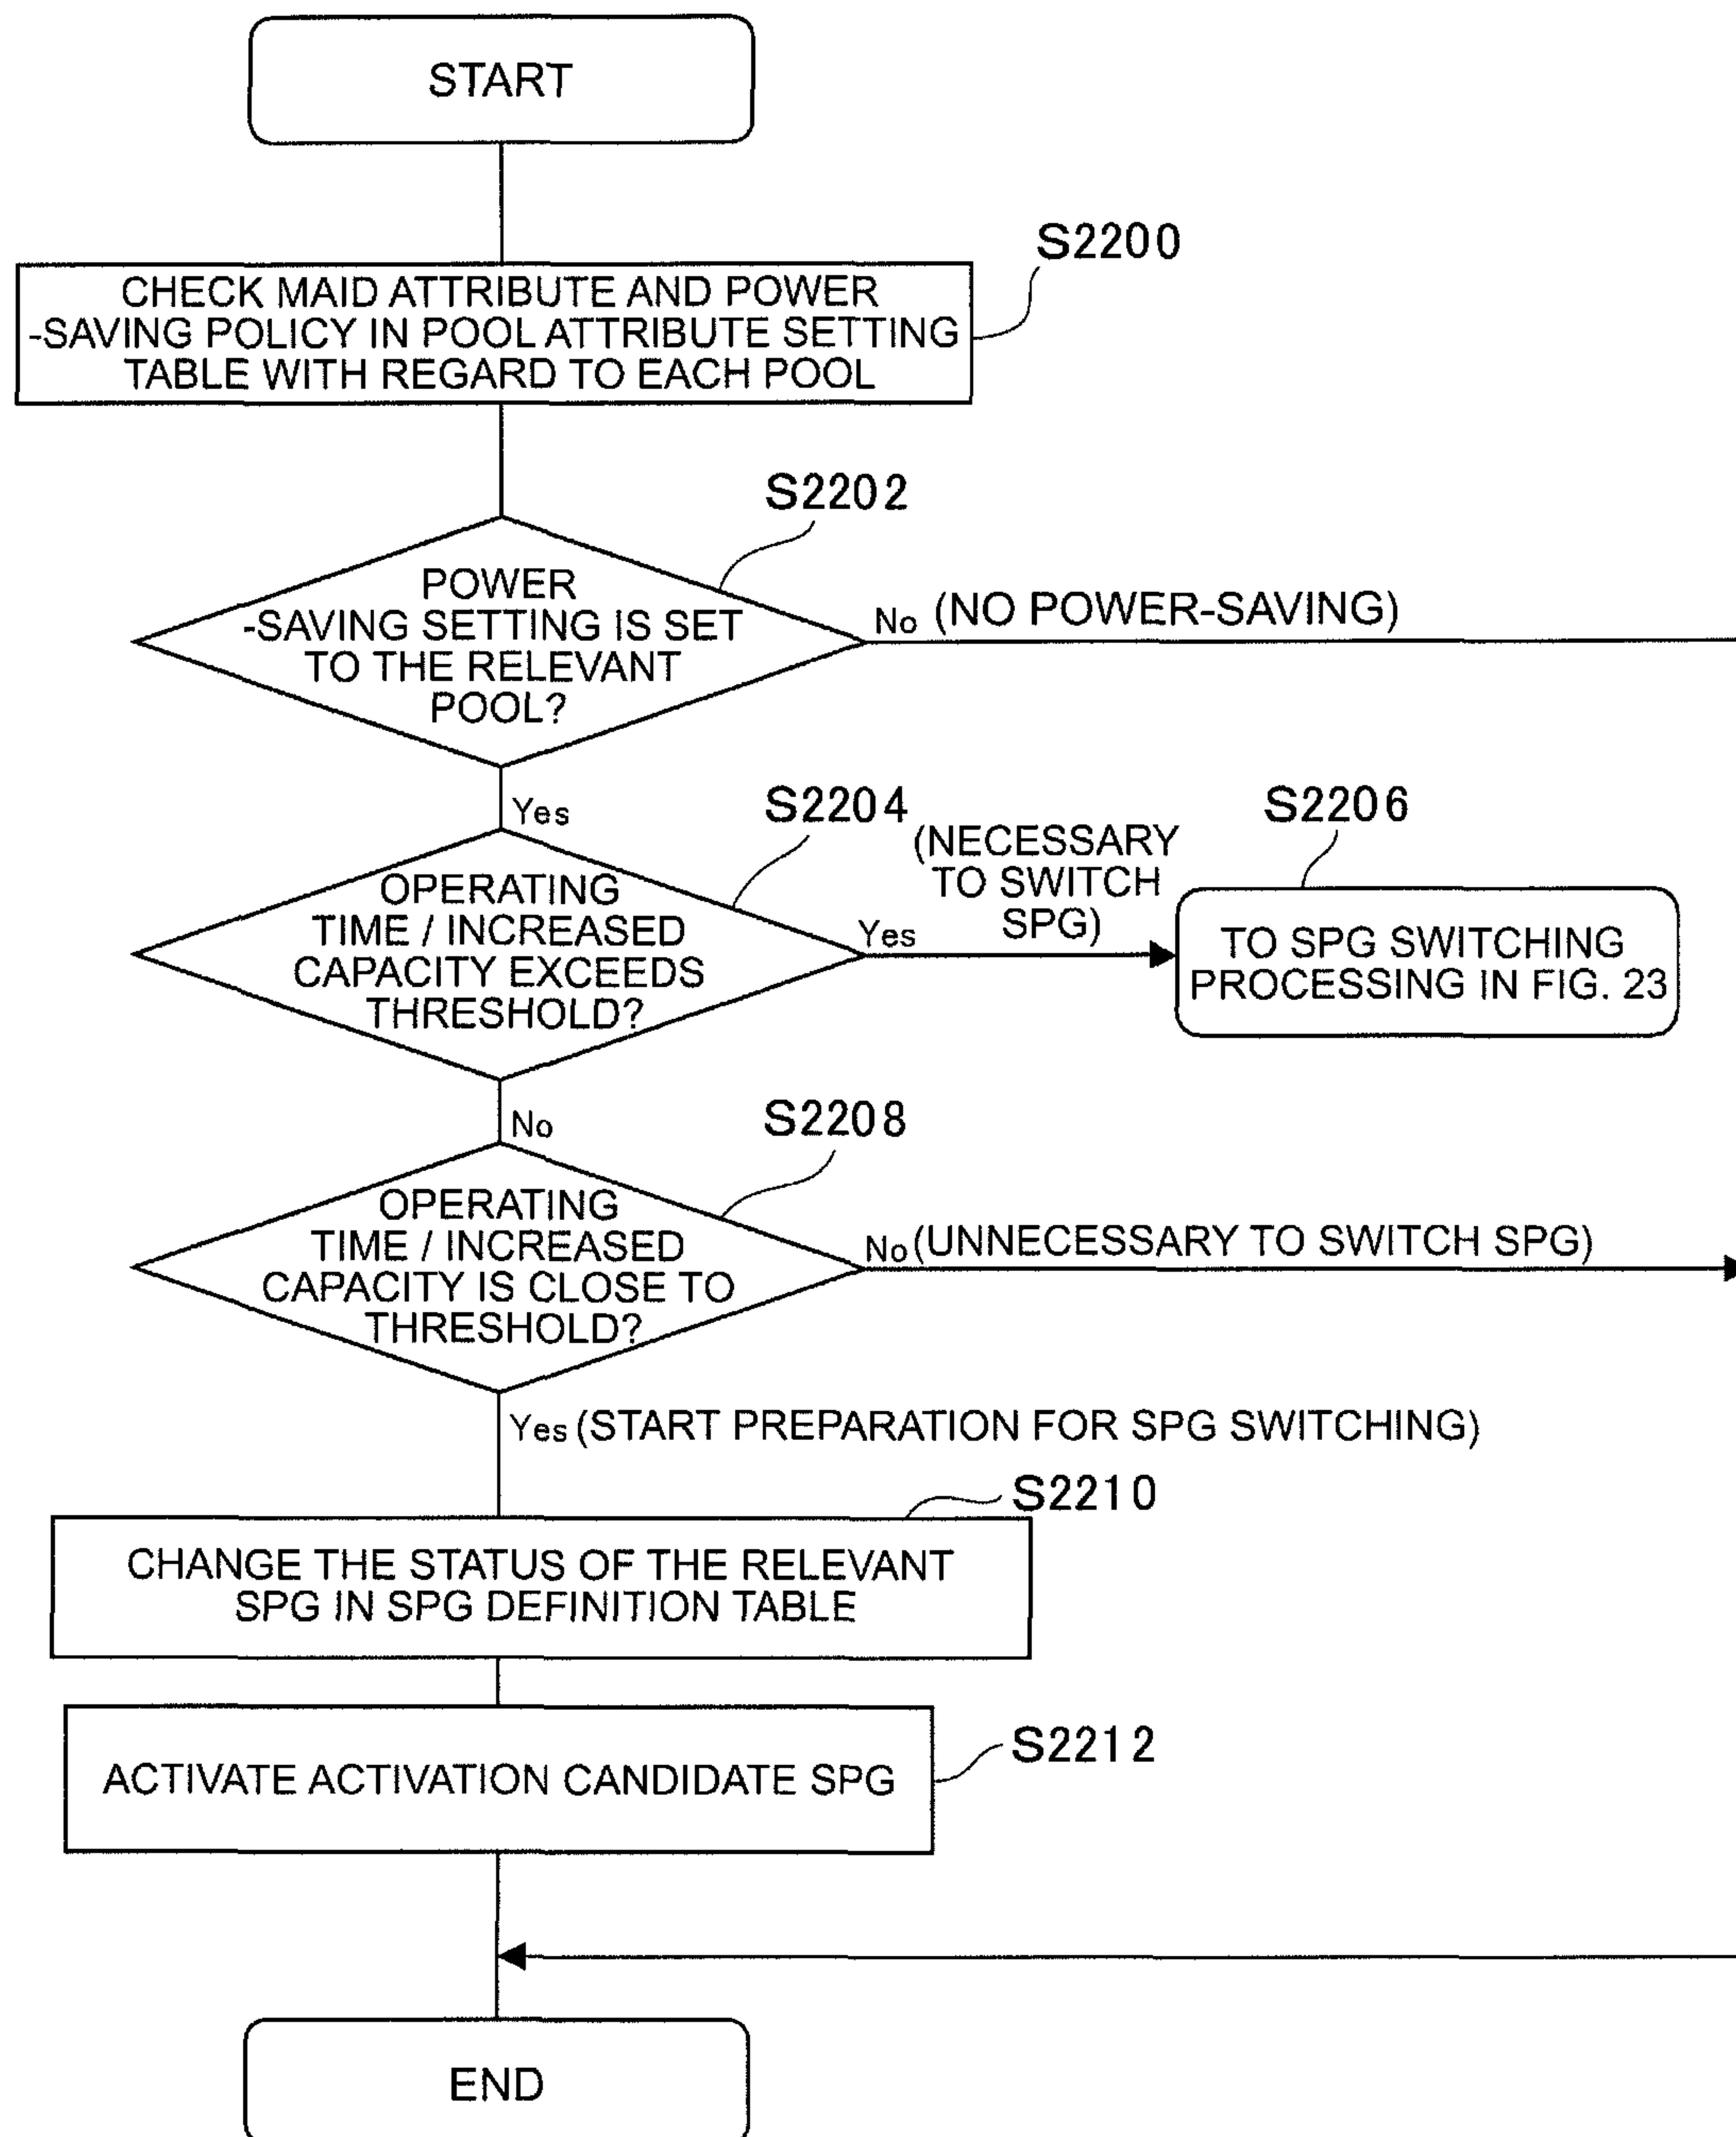 START
S2200
CHECK MAID ATTRIBUTE AND POWER
-SAVING POLICY IN POOL ATTRIBUTE SETTING
TABLE WITH REGARD TO EACH POOL
S2202
POWER
-SAVING SETTING IS SET
TO THE RELEVANT
POOL?
No (NO POWER-SAVING)
Yes
S2204
OPERATING
TIME / INCREASED
CAPACITY EXCEEDS
THRESHOLD?
(NECESSARY
TO SWITCH
SPG)
Yes
S2206
TO SPG SWITCHING
PROCESSING IN FIG. 23
No
S2208
OPERATING
TIME / INCREASED
CAPACITY IS CLOSE TO
THRESHOLD?
No (UNNECESSARY TO SWITCH SPG)
Yes (START PREPARATION FOR SPG SWITCHING)
S2210
CHANGE THE STATUS OF THE RELEVANT
SPG IN SPG DEFINITION TABLE
S2212
ACTIVATE ACTIVATION CANDIDATE SPG
END